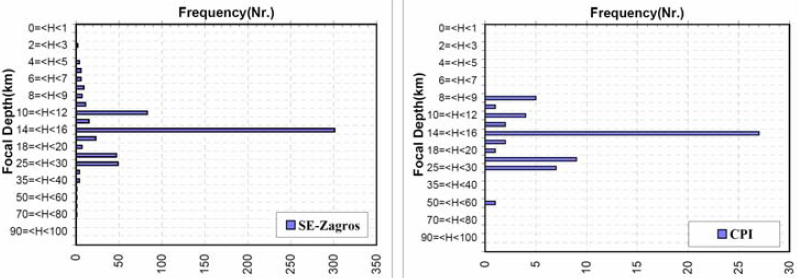 Frequency(Nr.)
0=<H<1
2=<H<3
4=<H<5
6=<H<7
8=<H<9
10=<H<12
14=<H<16
18=<H<20
25=<H<30
35=<H<40
50=<H<60
70=<H<80
90=<H<100
Focal Depth(km)
SE-Zagros
0 50 100 150 200 250 300 350
Frequency(Nr.)
0=<H<1
2=<H<3
4=<H<5
6=<H<7
8=<H<9
10=<H<12
14=<H<16
18=<H<20
25=<H<30
35=<H<40
50=<H<60
70=<H<80
90=<H<100
Focal Depth(km)
CPI
0 5 10 15 20 25 30